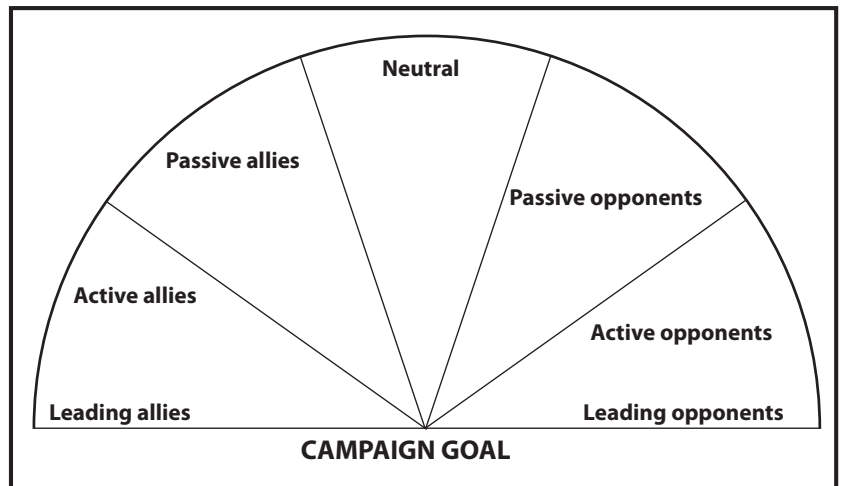 Neutral
Passive allies
Passive opponents
Active allies
Active opponents
Leading allies
Leading opponents
CAMPAIGN GOAL